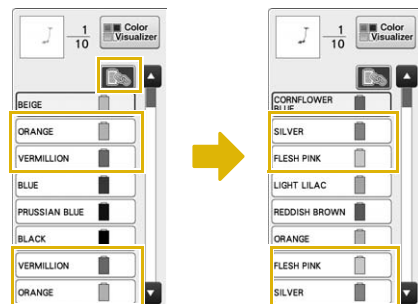 1
10
Color
Visualizer
BEIGE
ORANGE
VERMILLION
BLUE
PRUSSIAN BLUE
BLACK
VERMILLION
ORANGE
1
10
Color
Visualizer
CORNFLOWER
BLUE
SILVER
FLESH PINK
LIGHT LILAC
REDDISH BROWN
ORANGE
FLESH PINK
SILVER